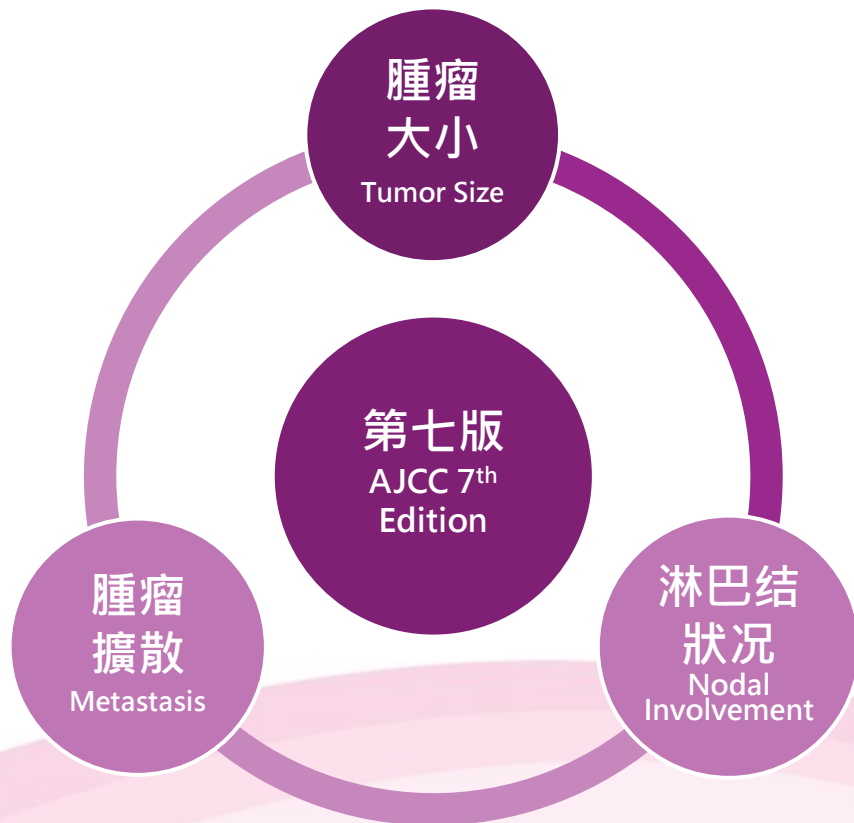 腫瘤
大小
Tumor Size
第七版
AJCC 7th
Edition
腫瘤
擴散
Metastasis
淋巴结
狀况
Nodal
Involvement